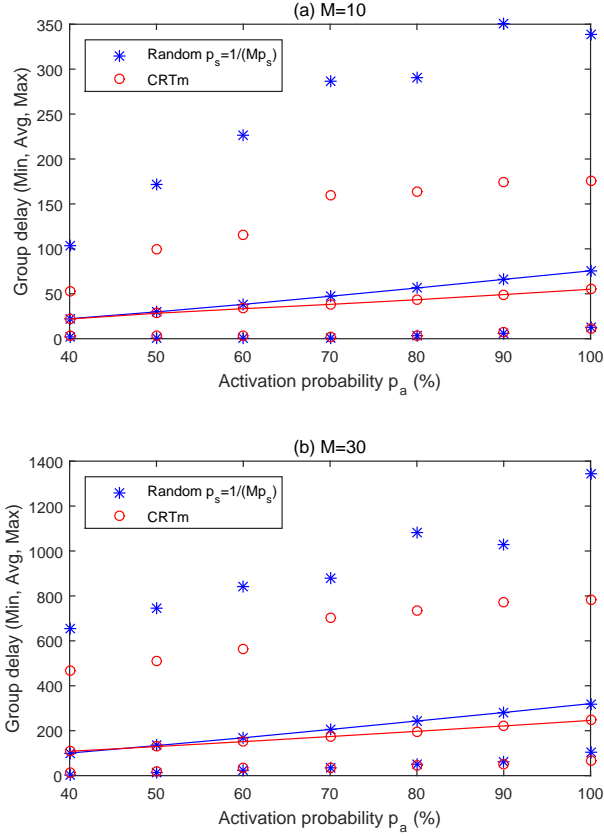 (a) M=10
Group delay (Min, Avg, Max)
350
300
250
200
150
100
50
0
Random p_s=1/(Mp_s)
CRTm
40 50 60 70 80 90 100
Activation probability p_a (%)
(b) M=30
Group delay (Min, Avg, Max)
1400
1200
1000
800
600
400
200
0
Random p_s=1/(Mp_s)
CRTm
40 50 60 70 80 90 100
Activation probability p_a (%)